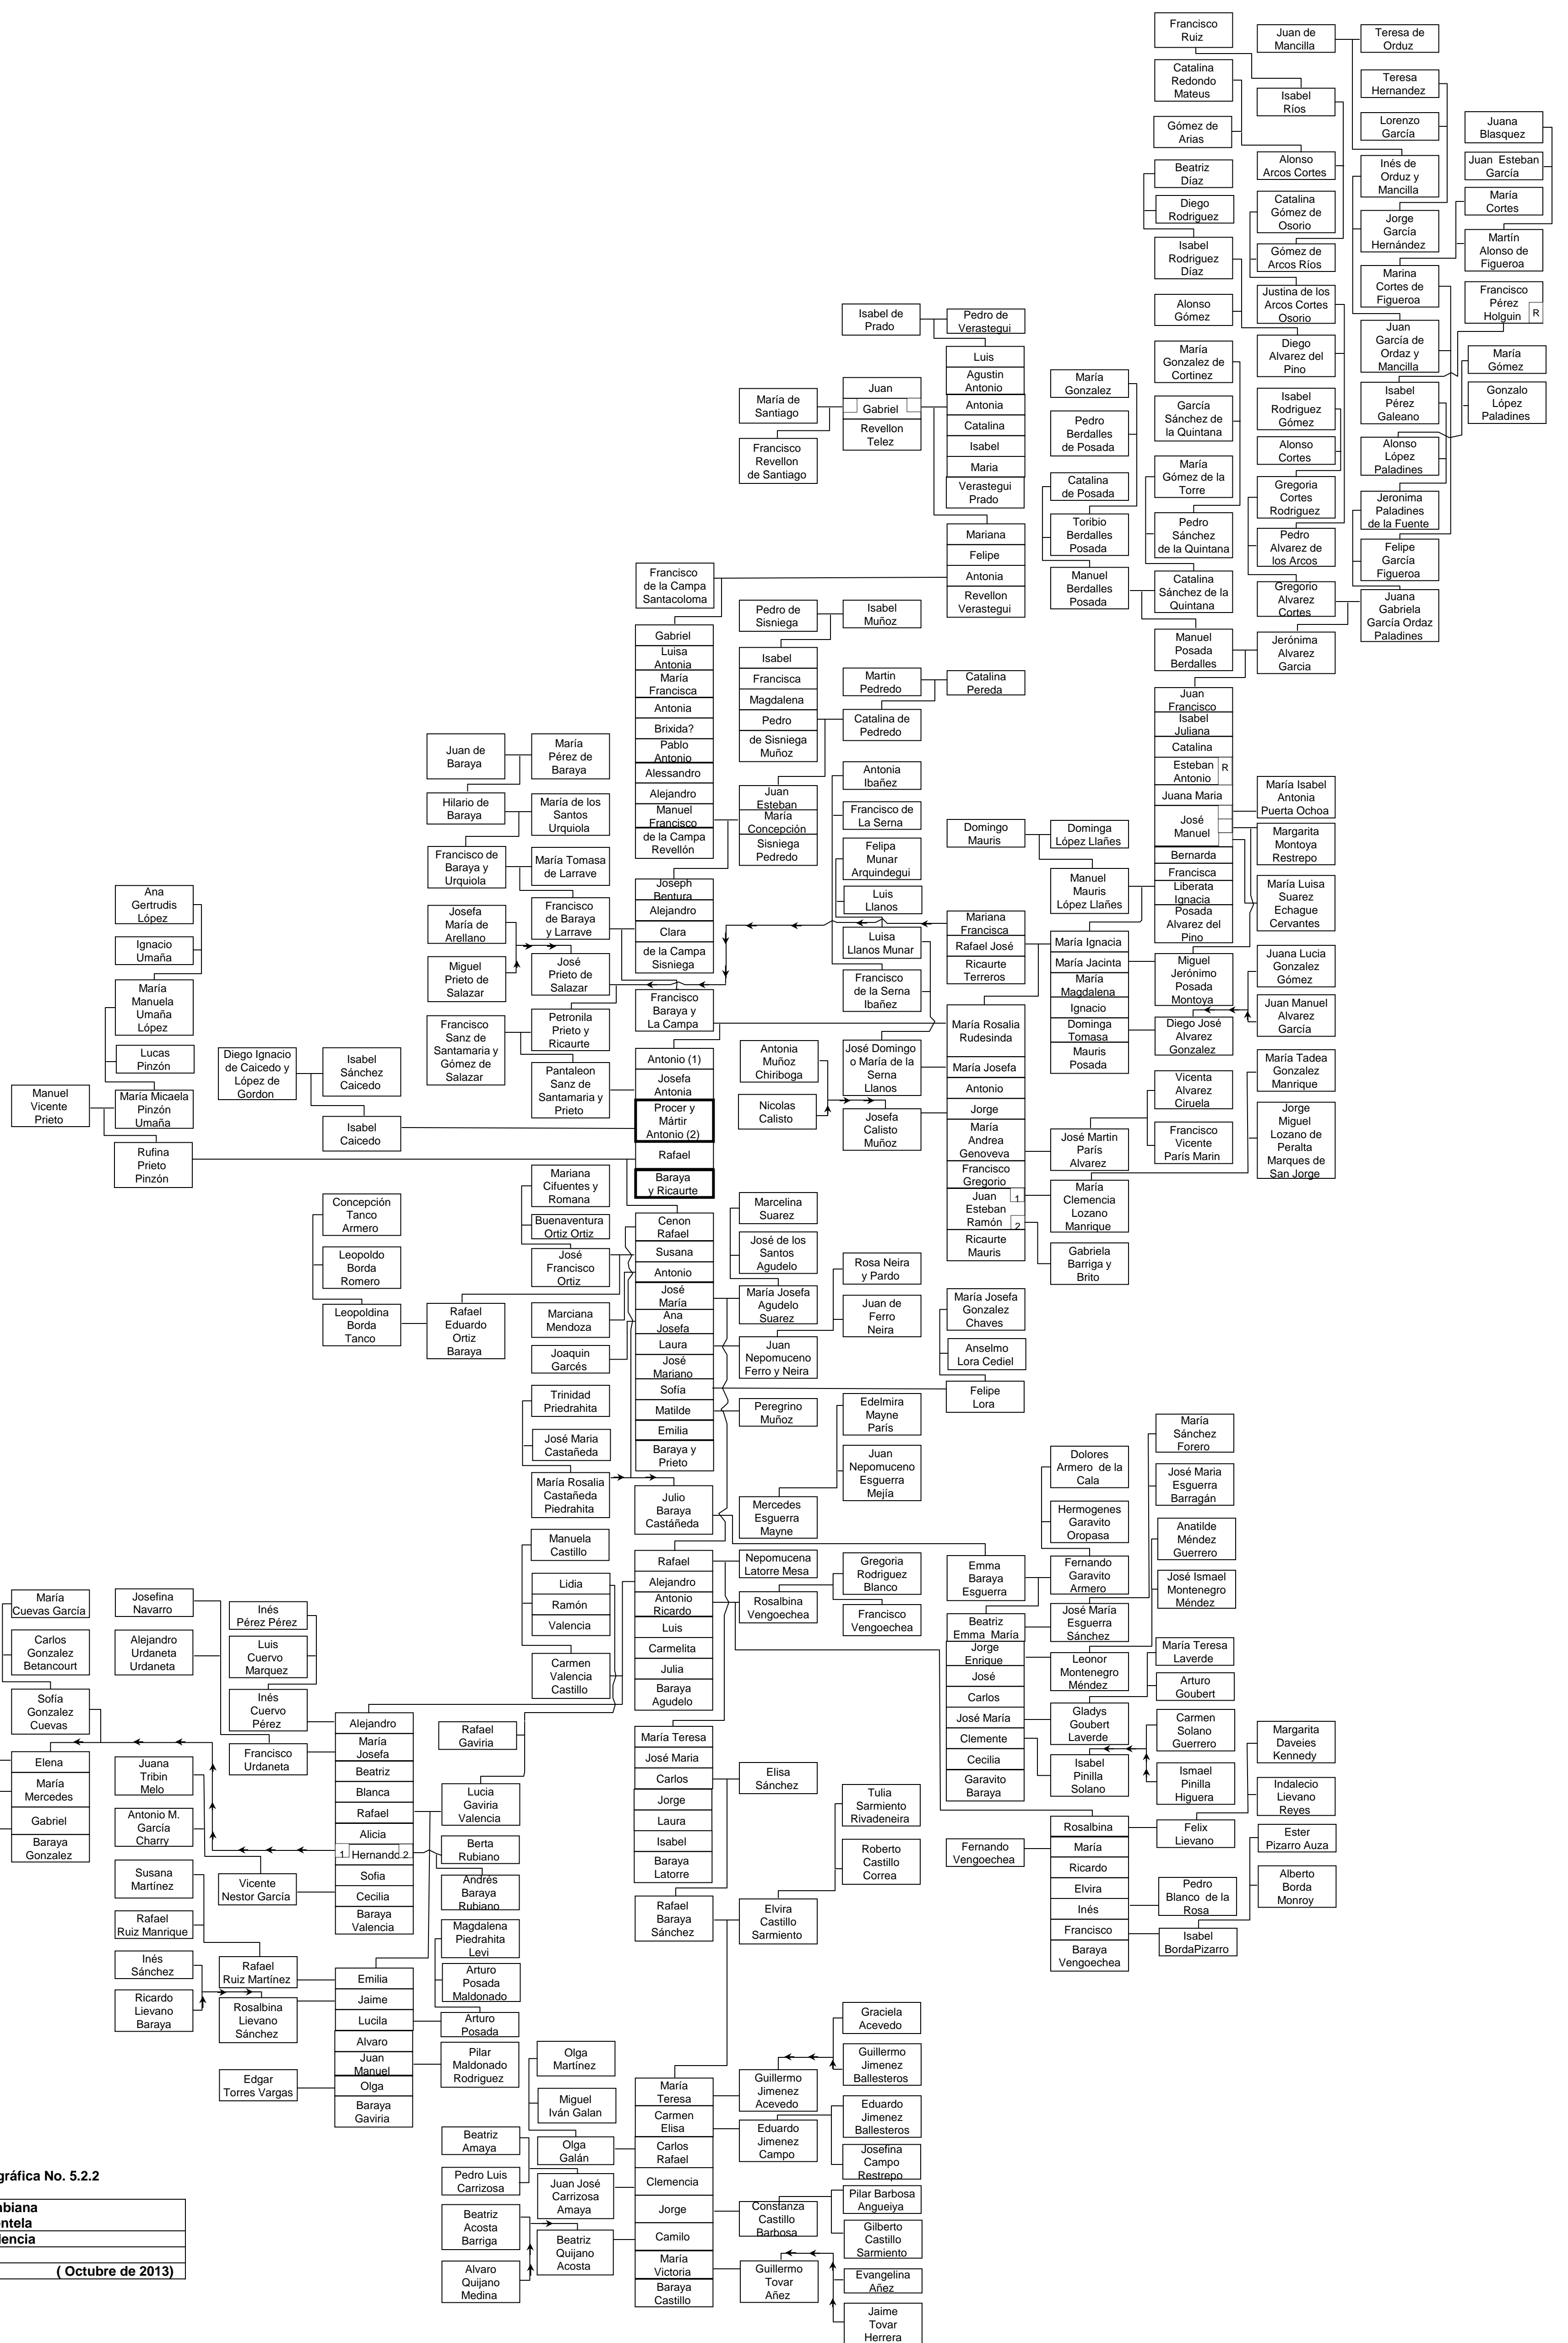 Francisco
Ruiz
Juan de
Mancilla
Teresa de
Orduz
Catalina
Redondo
Mateus
Isabel
Ríos
Teresa
Hernandez
Gómez de
Arias
Lorenzo
García
Juana
Blasquez
Alonso
Arcos Cortes
Inés de
Orduz y
Mancilla
Juan Esteban
García
Beatriz
Díaz
Diego
Rodriguez
Catalina
Gómez de
Osorio
María
Cortes
Jorge
García
Hernández
Martín
Alonso de
Figueroa
Isabel
Rodriguez
Díaz
Gómez de
Arcos Ríos
Marina
Cortes de
Figueroa
Francisco
Pérez
Holguin
R
Alonso
Gómez
Justina de los
Arcos Cortes
Osorio
Juan
García de
Ordaz y
Mancilla
Isabel de
Prado
Pedro de
Verastegui
Diego
Alvarez del
Pino
María
Gómez
Luis
Agustin
Antonio
Antonia
Catalina
Isabel
Maria
Verastegui
Prado
María
Gonzalez de
Cortinez
María
Gonzalez
Isabel
Pérez
Galeano
Gonzalo
López
Paladines
Juan
Gabriel
Revellon
Telez
María de
Santiago
García
Sánchez de
la Quintana
Isabel
Rodriguez
Gómez
Pedro
Berdalles
de Posada
Alonso
Cortes
Alonso
López
Paladines
Francisco
Revellon
de Santiago
María
Gómez de la
Torre
Catalina
de Posada
Gregoria
Cortes
Rodriguez
Jeronima
Paladines
de la Fuente
Toribio
Berdalles
Posada
Pedro
Sánchez
de la Quintana
Pedro
Alvarez de
los Arcos
Felipe
García
Figueroa
Mariana
Felipe
Antonia
Revellon
Verastegui
Francisco
de la Campa
Santacoloma
Manuel
Berdalles
Posada
Catalina
Sánchez de la
Quintana
Gregorio
Alvarez
Cortes
Juana
Gabriela
García Ordaz
Paladines
Pedro de
Sisniega
Isabel
Muñoz
Manuel
Posada
Berdalles
Jerónima
Alvarez
Garcia
Gabriel
Luisa
Antonia
María
Francisca
Antonia
Brixida?
Pablo
Antonio
Alessandro
Alejandro
Manuel
Francisco
de la Campa
Revellón
Isabel
Francisca
Magdalena
Pedro
de Sisniega
Muñoz
Martin
Pedredo
Catalina
Pereda
Catalina de
Pedredo
Juan
Francisco
Isabel
Juliana
Catalina
Esteban
Antonio
R
Juana Maria
José
Manuel
Bernarda
Francisca
Liberata
Ignacia
Posada
Alvarez del
Pino
Juan de
Baraya
María
Pérez de
Baraya
Hilario de
Baraya
María de los
Santos
Urquiola
Juan
Esteban
María
Concepción
Sisniega
Pedredo
Antonia
Ibañez
Francisco de
La Serna
María Isabel
Antonia
Puerta Ochoa
Margarita
Montoya
Restrepo
Domingo
Mauris
Dominga
López Llañes
Felipa
Munar
Arquindegui
Francisco de
Baraya y
Urquiola
María Tomasa
de Larrave
Manuel
Mauris
López Llañes
María Luisa
Suarez
Echague
Cervantes
Luis
Llanos
Ana
Gertrudis
López
Joseph
Bentura
Alejandro
Clara
de la Campa
Sisniega
Francisco
de Baraya
y Larrave
Josefa
María de
Arellano
Mariana
Francisca
Rafael José
Ricaurte
Terreros
Luisa
Llanos Munar
Ignacio
Umaña
María Ignacia
María Jacinta
María
Magdalena
Ignacio
Dominga
Tomasa
Mauris
Posada
Miguel
Jerónimo
Posada
Montoya
Juana Lucia
Gonzalez
Gómez
Miguel
Prieto de
Salazar
José
Prieto de
Salazar
Francisco
de la Serna
Ibañez
Juan Manuel
Alvarez
García
María
Manuela
Umaña
López
Francisco
Baraya y
La Campa
María Rosalia
Rudesinda
María Josefa
Antonio
Jorge
María
Andrea
Genoveva
Francisco
Gregorio
Juan
Esteban
Ramón
1
2
Ricaurte
Mauris
Diego José
Alvarez
Gonzalez
Francisco
Sanz de
Santamaria y
Gómez de
Salazar
Petronila
Prieto y
Ricaurte
Lucas
Pinzón
Diego Ignacio
de Caicedo y
López de
Gordon
Isabel
Sánchez
Caicedo
Antonio (1)
Josefa
Antonia
Procer y
Mártir
Antonio (2)
Rafael
Baraya
y Ricaurte
Antonia
Muñoz
Chiriboga
José Domingo
o María de la
Serna
Llanos
Pantaleon
Sanz de
Santamaria y
Prieto
María Tadea
Gonzalez
Manrique
Vicenta
Alvarez
Ciruela
Manuel
Vicente
Prieto
María Micaela
Pinzón
Umaña
Nicolas
Calisto
Josefa
Calisto
Muñoz
Isabel
Caicedo
José Martin
París
Alvarez
Francisco
Vicente
París Marin
Jorge
Miguel
Lozano de
Peralta
Marques de
San Jorge
Rufina
Prieto
Pinzón
Mariana
Cifuentes y
Romana
María
Clemencia
Lozano
Manrique
Concepción
Tanco
Armero
Buenaventura
Ortiz Ortiz
Marcelina
Suarez
Cenon
Rafael
Susana
Antonio
José
María
Ana
Josefa
Laura
José
Mariano
Sofía
Matilde
Emilia
Baraya y
Prieto
José de los
Santos
Agudelo
Gabriela
Barriga y
Brito
Leopoldo
Borda
Romero
José
Francisco
Ortiz
Rosa Neira
y Pardo
María Josefa
Agudelo
Suarez
Juan de
Ferro
Neira
María Josefa
Gonzalez
Chaves
Leopoldina
Borda
Tanco
Rafael
Eduardo
Ortiz
Baraya
Marciana
Mendoza
Joaquin
Garcés
Juan
Nepomuceno
Ferro y Neira
Anselmo
Lora Cediel
Trinidad
Priedrahita
Peregrino
Muñoz
Edelmira
Mayne
París
Felipe
Lora
José Maria
Castañeda
Juan
Nepomuceno
Esguerra
Mejía
Dolores
Armero  de la
Cala
María
Sánchez
Forero
María Rosalia
Castañeda
Piedrahita
Julio
Baraya
Castáñeda
Mercedes
Esguerra
Mayne
Hermogenes
Garavito
Oropasa
José Maria
Esguerra
Barragán
Manuela
Castillo
Anatilde
Méndez
Guerrero
Rafael
Alejandro
Antonio
Ricardo
Luis
Carmelita
Julia
Baraya
Agudelo
Nepomucena
Latorre Mesa
Rosalbina
Vengoechea
Gregoria
Rodriguez
Blanco
Francisco
Vengoechea
Emma
Baraya
Esguerra
Fernando
Garavito
Armero
José Ismael
Montenegro
Méndez
Lidia
Ramón
Valencia
María
Cuevas García
Josefina
Navarro
Inés
Pérez Pérez
Beatriz
Emma  María
Jorge
Enrique
José
Carlos
José María
Clemente
Cecilia
Garavito
Baraya
José María
Esguerra
Sánchez
Carlos
Gonzalez
Betancourt
Alejandro
Urdaneta
Urdaneta
Luis
Cuervo
Marquez
Carmen
Valencia
Castillo
Leonor
Montenegro
Méndez
María Teresa
Laverde
Arturo
Goubert
Sofía
Gonzalez
Cuevas
Inés
Cuervo
Pérez
Gladys
Goubert
Laverde
Carmen
Solano
Guerrero
Alejandro
María
Josefa
Beatriz
Blanca
Rafael
Alicia
1
Hernando
2
Sofia
Cecilia
Baraya
Valencia
Rafael
Gaviria
María Teresa
José Maria
Carlos
Jorge
Laura
Isabel
Baraya
Latorre
Elena
María
Mercedes
Gabriel
Baraya
Gonzalez
Juana
Tribin
Melo
Francisco
Urdaneta
Elisa
Sánchez
Isabel
Pinilla
Solano
Ismael
Pinilla
Higuera
Margarita
Daveies
Kennedy
Indalecio
Lievano
Reyes
Lucia
Gaviria
Valencia
Tulia
Sarmiento
Rivadeneira
Antonio M.
García
Charry
Berta
Rubiano
Roberto
Castillo
Correa
Fernando
Vengoechea
Rosalbina
María
Ricardo
Elvira
Inés
Francisco
Baraya
Vengoechea
Felix
Lievano
Ester
Pizarro Auza
Susana
Martínez
Vicente
Nestor García
Andrés
Baraya
Rubiano
Rafael
Baraya
Sánchez
Elvira
Castillo
Sarmiento
Pedro
Blanco  de la
Rosa
Alberto
Borda
Monroy
Rafael
Ruiz Manrique
Magdalena
Piedrahita
Levi
Isabel
BordaPizarro
Inés
Sánchez
Rafael
Ruiz Martínez
Emilia
Jaime
Lucila
Alvaro
Juan
Manuel
Olga
Baraya
Gaviria
Arturo
Posada
Maldonado
Ricardo
Lievano
Baraya
Rosalbina
Lievano
Sánchez
Arturo
Posada
Graciela
Acevedo
Edgar
Torres Vargas
Pilar
Maldonado
Rodriguez
Olga
Martínez
Guillermo
Jimenez
Ballesteros
María
Teresa
Carmen
Elisa
Carlos
Rafael
Clemencia
Jorge
Camilo
María
Victoria
Baraya
Castillo
Guillermo
Jimenez
Acevedo
Miguel
Iván Galan
Eduardo
Jimenez
Campo
Eduardo
Jimenez
Ballesteros
Beatriz
Amaya
Olga
Galán
Josefina
Campo
Restrepo
Pedro Luis
Carrizosa
Juan José
Carrizosa
Amaya
Pilar Barbosa
Angueiya
Constanza
Castillo
Barbosa
Beatriz
Acosta
Barriga
Beatriz
Quijano
Acosta
Gilberto
Castillo
Sarmiento
Alvaro
Quijano
Medina
Guillermo
Tovar
Añez
Evangelina
Añez
Jaime
Tovar
Herrera
gráfica No. 5.2.2
mbiana
entela
dencia
( Octubre de 2013)